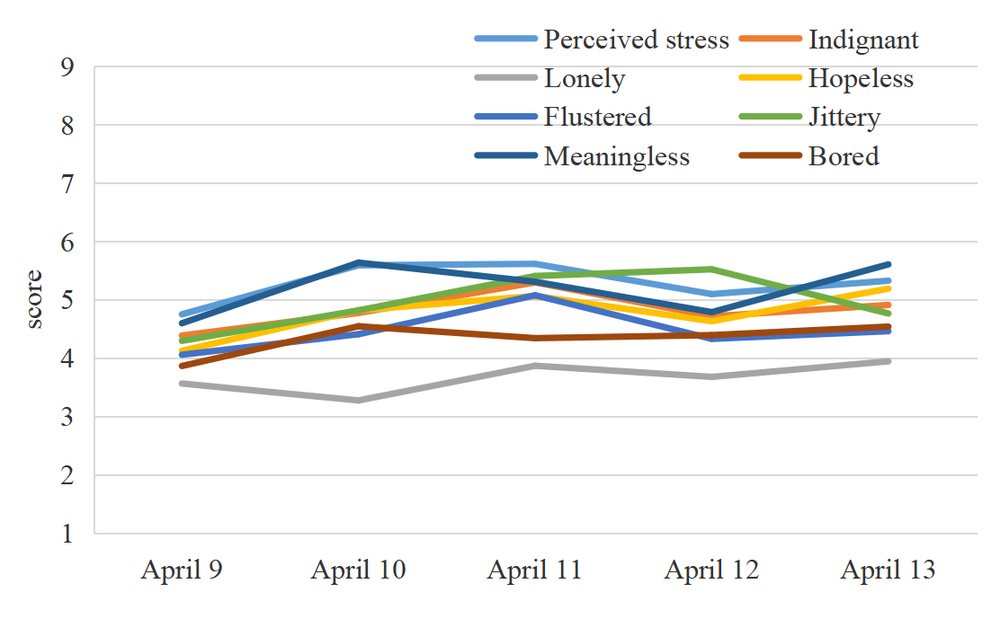 Perceived stress Indignant
Lonely Hopeless
Flustered Jittery
Meaningless Bored
9
8
7
6
5
4
3
2
1
score
April 9 April 10 April 11 April 12 April 13